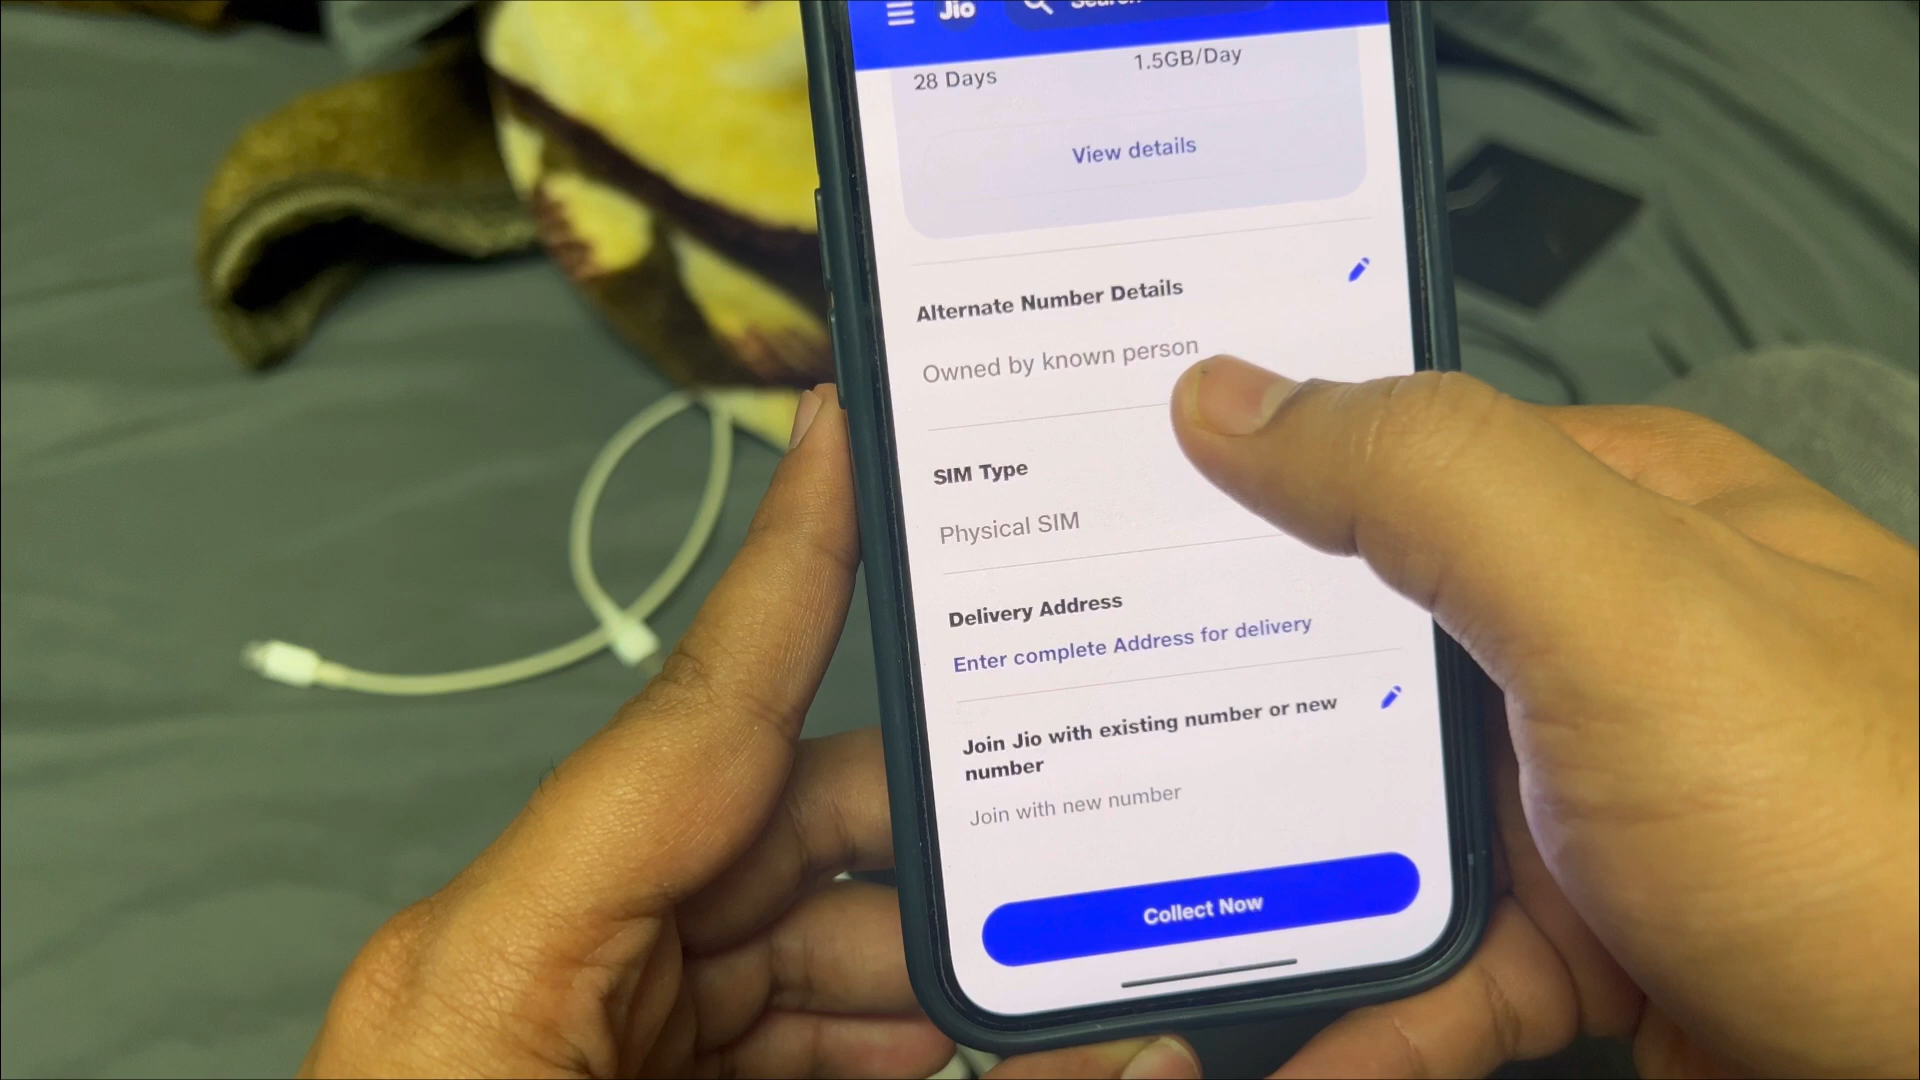 Jio
Search
28 Days
1.5GB/Day
View details
Alternate Number Details
Owned by known person
SIM Type
Physical SIM
Delivery Address
Enter complete Address for delivery
Join Jio with existing number or new
number
Join with new number
Collect Now